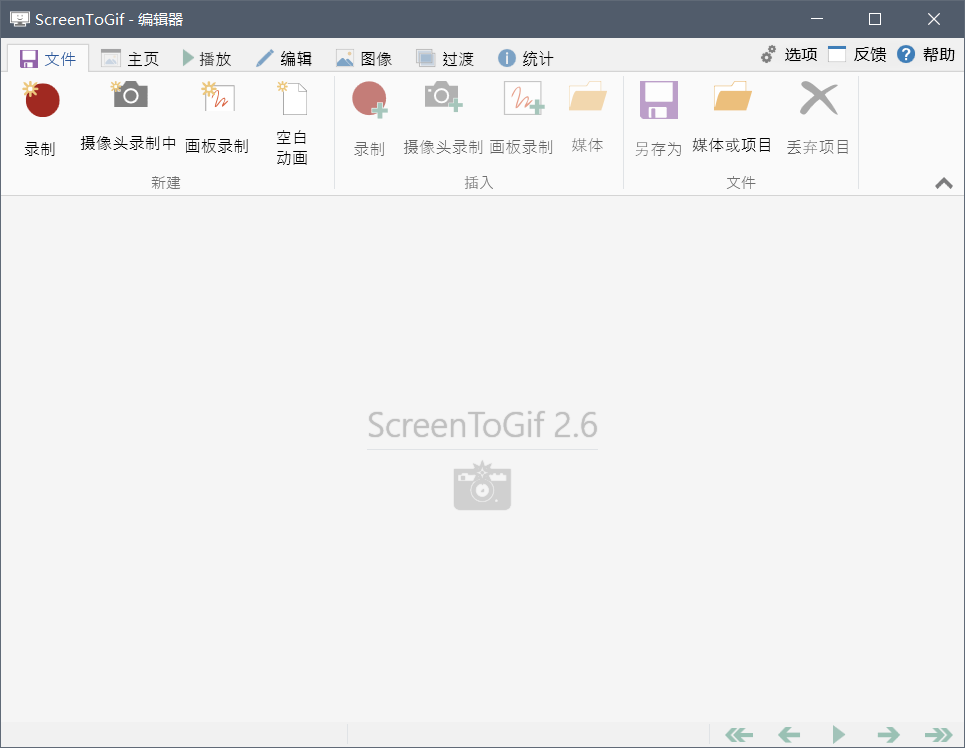 ScreenToGif - 编辑器
文件 主页 播放 编辑 图像 过渡 统计 选项 反馈 帮助
录制 摄像头录制中 画板录制 空白
动画
录制 摄像头录制 画板录制 媒体
另存为 媒体或项目 丢弃项目
新建 插入 文件
ScreenToGif 2.6